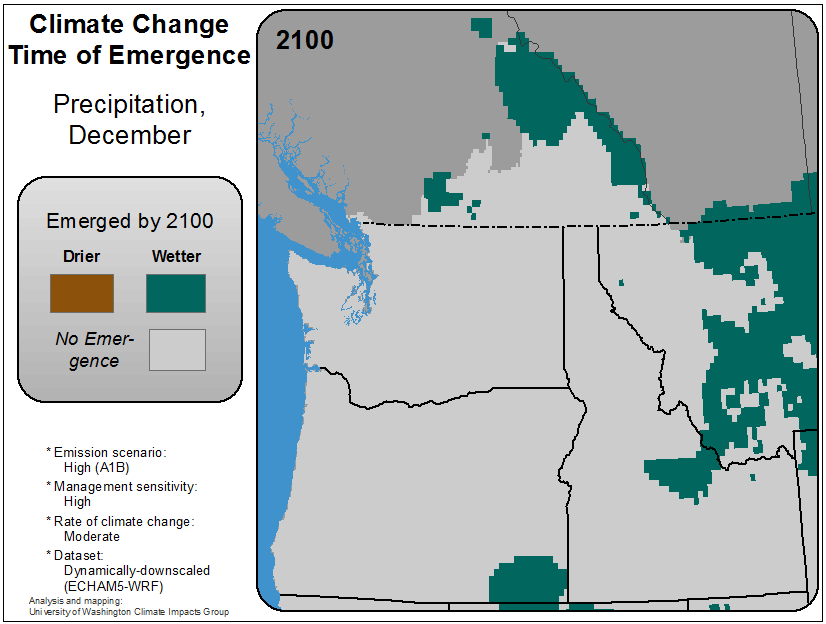 Climate Change
Time of Emergence
Precipitation,
December
2100
Emerged by 2100
Drier Wetter
No Emer-
gence
* Emission scenario:
High (A1B)
* Management sensitivity:
High
* Rate of climate change:
Moderate
* Dataset:
Dynamically-downscaled
(ECHAM5-WRF)
Analysis and mapping:
University of Washington Climate Impacts Group